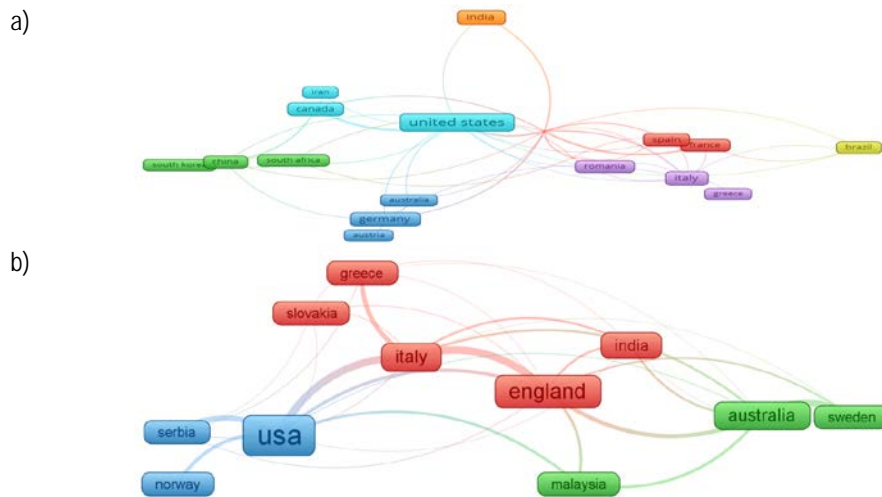 a)
india
iran
canada
united states
spain
france
brazil
south korea
china
south africa
romania
italy
greece
australia
germany
austria
b)
greece
slovakia
italy
india
england
australia
sweden
serbia
usa
norway
malaysia